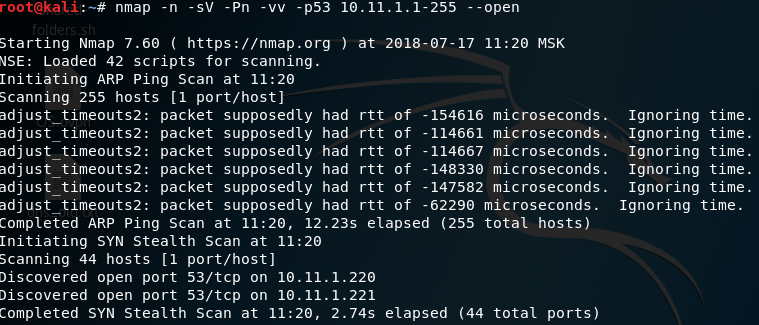 root@kali:~# nmap -n -sV -Pn -vv -p53 10.11.1.1-255 --open
folders.sh
Starting Nmap 7.60 ( https://nmap.org ) at 2018-07-17 11:20 MSK
NSE: Loaded 42 scripts for scanning.
Initiating ARP Ping Scan at 11:20
Scanning 255 hosts [1 port/host]
adjust_timeouts2: packet supposedly had rtt of -154616 microseconds.  Ignoring time.
adjust_timeouts2: packet supposedly had rtt of -114661 microseconds.  Ignoring time.
adjust_timeouts2: packet supposedly had rtt of -114667 microseconds.  Ignoring time.
adjust_timeouts2: packet supposedly had rtt of -148330 microseconds.  Ignoring time.
adjust_timeouts2: packet supposedly had rtt of -147582 microseconds.  Ignoring time.
adjust_timeouts2: packet supposedly had rtt of -62290 microseconds.  Ignoring time.
Completed ARP Ping Scan at 11:20, 12.23s elapsed (255 total hosts)
Initiating SYN Stealth Scan at 11:20
Scanning 44 hosts [1 port/host]
Discovered open port 53/tcp on 10.11.1.220
Discovered open port 53/tcp on 10.11.1.221
Completed SYN Stealth Scan at 11:20, 2.74s elapsed (44 total ports)